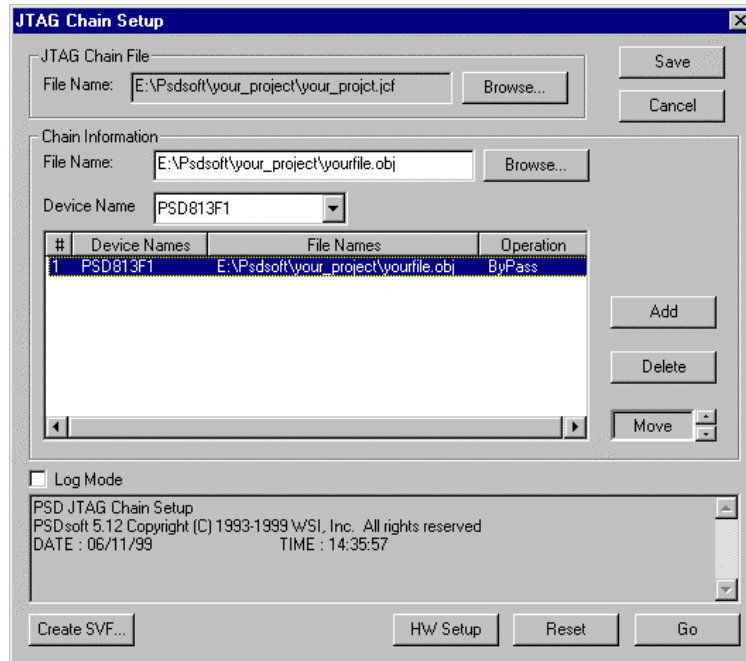 JTAG Chain Setup
JTAG Chain File
File Name: E:\Psdsoft\your_project\your_projct.jcf Browse...
Save
Cancel
Chain Information
File Name: E:\Psdsoft\your_project\yourfile.obj Browse...
Device Name PSD813F1
# Device Names File Names Operation
1 PSD813F1 E:\Psdsoft\your_project\yourfile.obj ByPass
Add
Delete
Move
Log Mode
PSD JTAG Chain Setup
PSDsoft 5.12 Copyright (C) 1993-1999 WSI, Inc. All rights reserved
DATE : 06/11/99 TIME : 14:35:57
Create SVF... HW Setup Reset Go